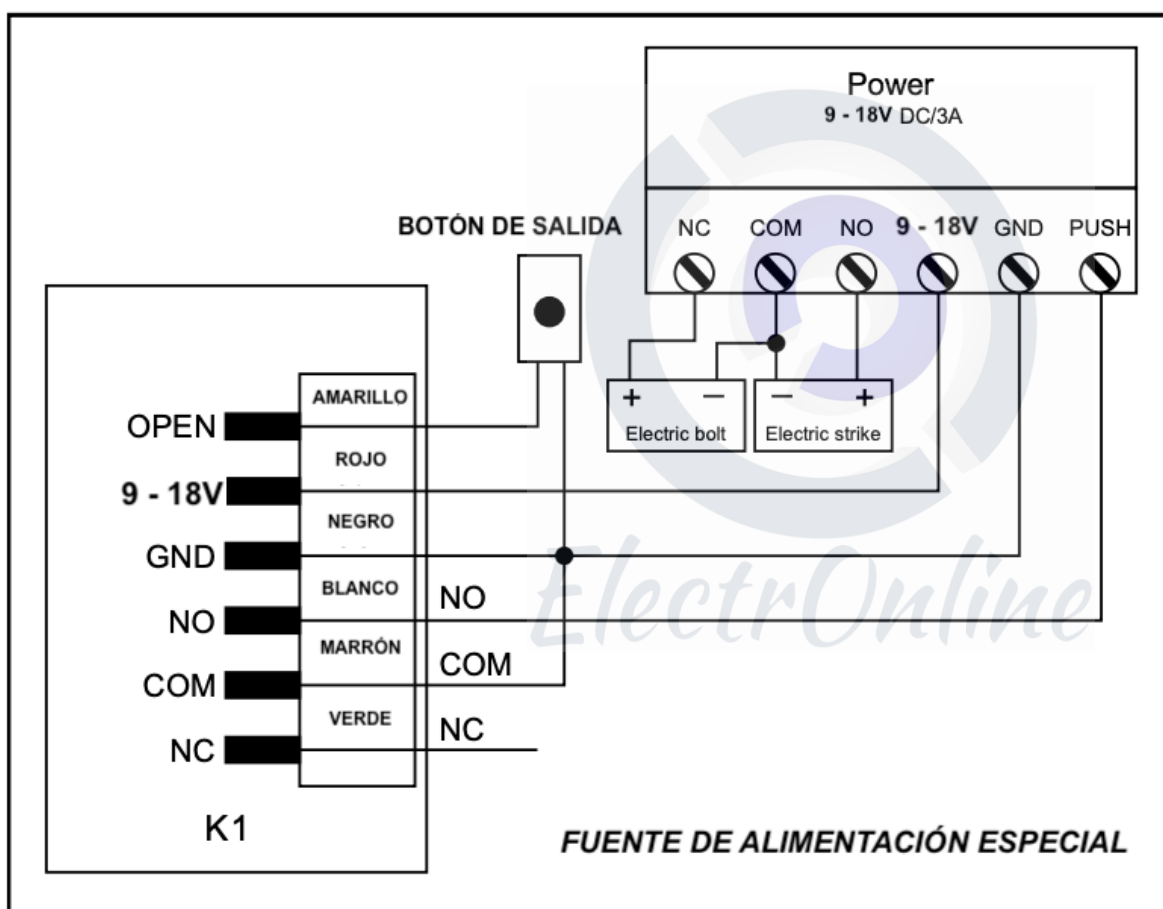 Power
9 - 18V DC/3A
NC COM NO 9 - 18V GND PUSH
BOTÓN DE SALIDA
+ — — +
Electric bolt Electric strike
AMARILLO
OPEN
ROJO
9 - 18V
NEGRO
GND
BLANCO
NO NO
MARRÓN
COM COM
VERDE
NC NC
K1
ElectrOnline
FUENTE DE ALIMENTACIÓN ESPECIAL